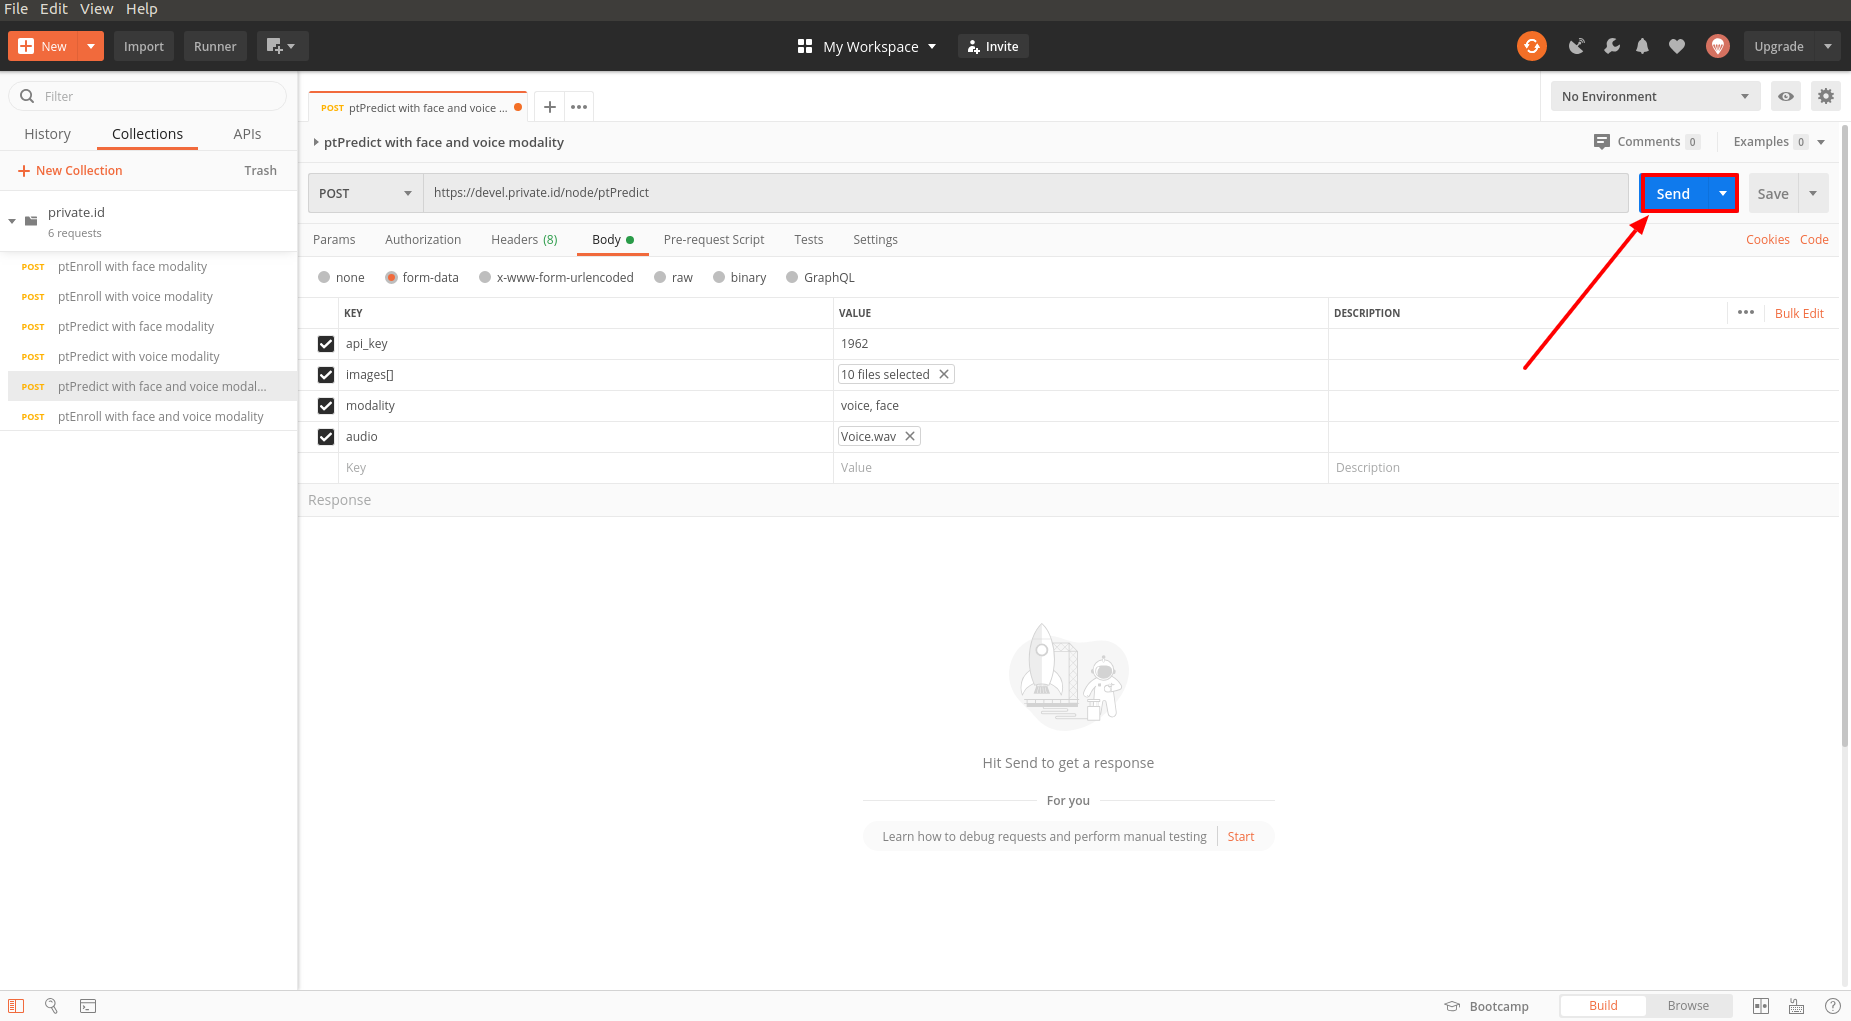 File Edit View Help
New Import Runner My Workspace Invite Upgrade
Filter
History Collections APIs
New Collection Trash
private.id
6 requests
POST ptEnroll with face modality
POST ptEnroll with voice modality
POST ptPredict with face modality
POST ptPredict with voice modality
POST ptPredict with face and voice modal...
POST ptEnroll with face and voice modality
POST ptPredict with face and voice ...
No Environment
ptPredict with face and voice modality
Comments 0 Examples 0
POST https://devel.private.id/node/ptPredict Send Save
Params Authorization Headers (8) Body Pre-request Script Tests Settings Cookies Code
none form-data x-www-form-urlencoded raw binary GraphQL
KEY VALUE DESCRIPTION Bulk Edit
api_key 1962
images[] 10 files selected
modality voice, face
audio Voice.wav
Key Value Description
Response
Hit Send to get a response
For you
Learn how to debug requests and perform manual testing Start
Bootcamp Build Browse